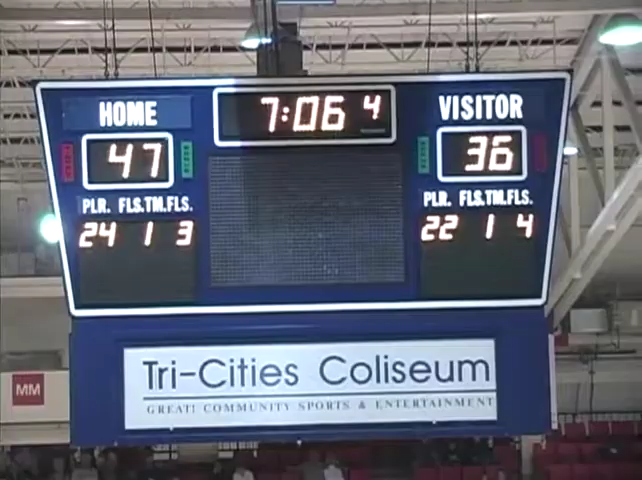 HOME 7:06 4 VISITOR
47 36
PLR. FLS.TM.FLS. PLR. FLS.TM.FLS.
24 1 3 22 1 4
Tri-Cities Coliseum
GREAT! COMMUNITY SPORTS & ENTERTAINMENT
MM